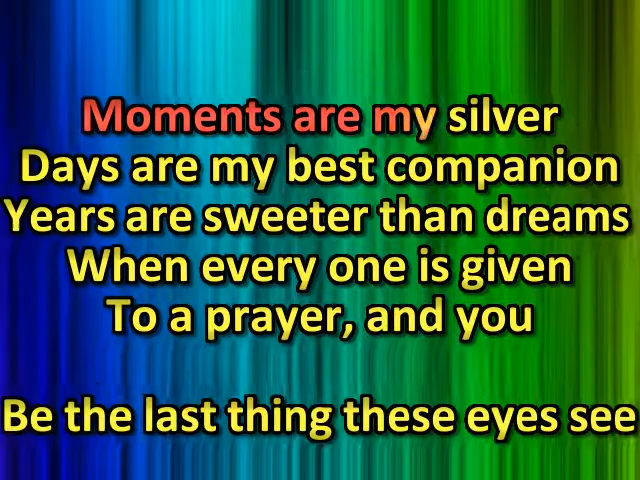 Moments are my silver
Days are my best companion
Years are sweeter than dreams
When every one is given
To a prayer, and you
Be the last thing these eyes see